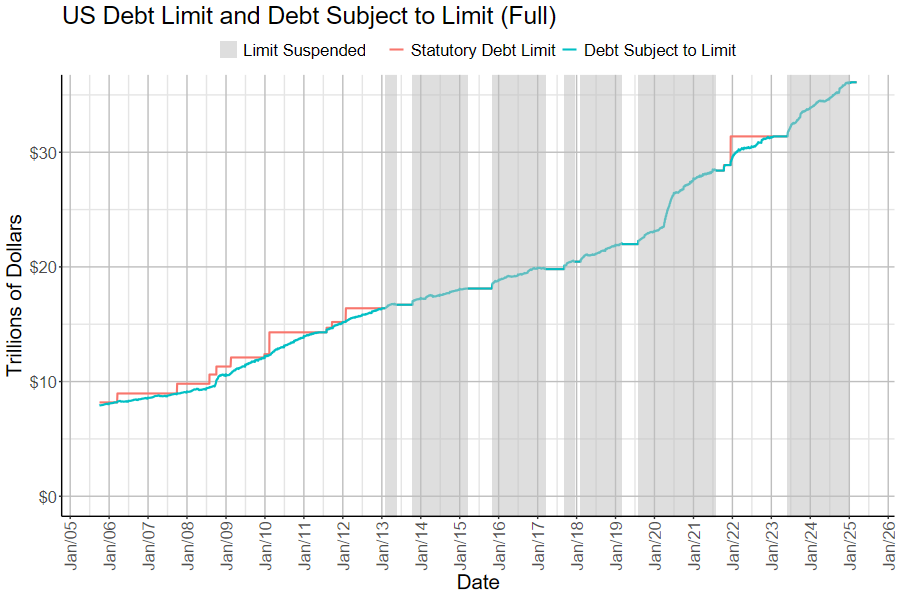 US Debt Limit and Debt Subject to Limit (Full)
Limit Suspended Statutory Debt Limit Debt Subject to Limit
Trillions of Dollars
$30
$20
$10
$0
Jan/05 Jan/06 Jan/07 Jan/08 Jan/09 Jan/10 Jan/11 Jan/12 Jan/13 Jan/14 Jan/15 Jan/16 Jan/17 Jan/18 Jan/19 Jan/20 Jan/21 Jan/22 Jan/23 Jan/24 Jan/25 Jan/26
Date